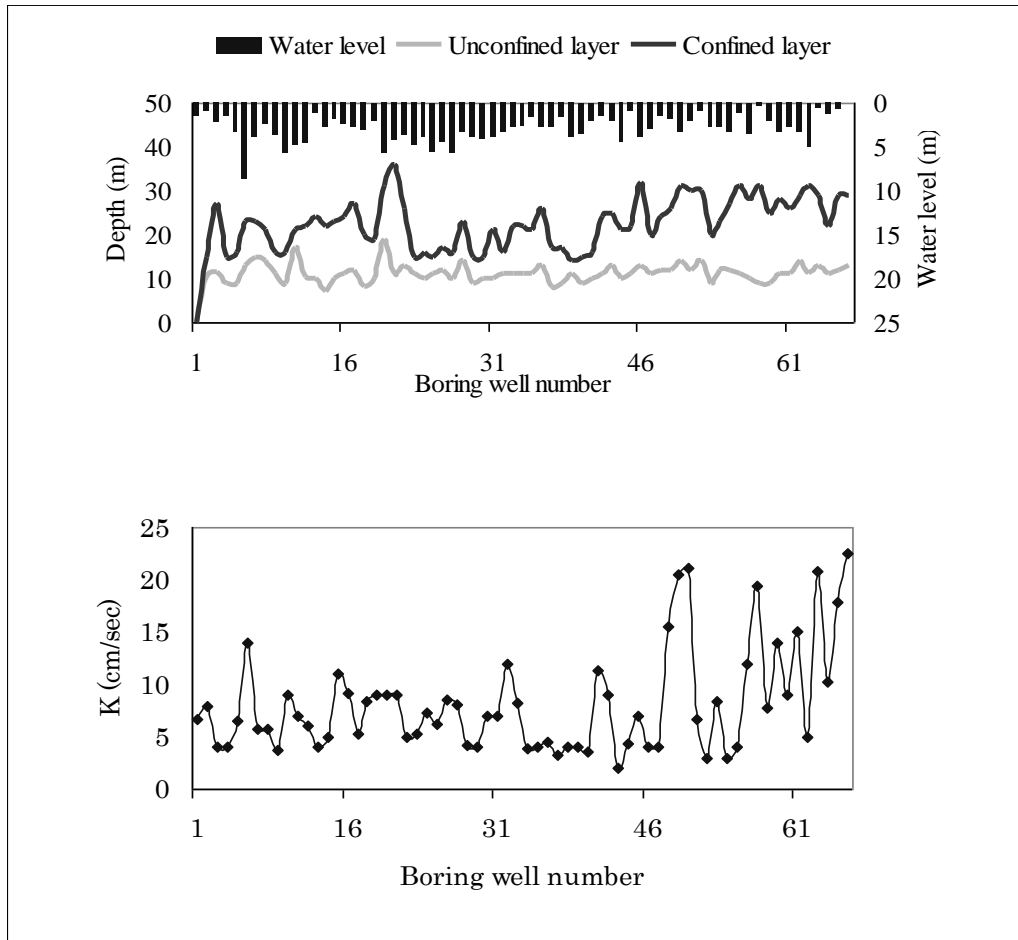 Water level Unconfined layer Confined layer
50
40
30
20
10
0
Depth (m)
0
5
10
15
20
25
Water level (m)
1 16 31 46 61
Boring well number
25
20
15
10
5
0
K (cm/sec)
1 16 31 46 61
Boring well number